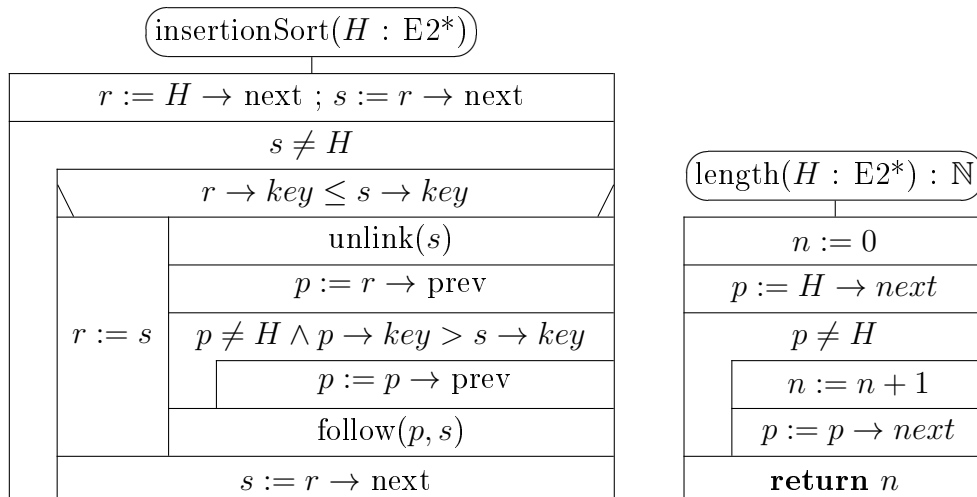 insertionSort(H : E2*)
r := H → next ; s := r → next
s ≠ H
r → key ≤ s → key
r := s
unlink(s)
p := r → prev
p ≠ H ∧ p → key > s → key
p := p → prev
follow(p, s)
s := r → next
length(H : E2*) : ℕ
n := 0
p := H → next
p ≠ H
n := n + 1
p := p → next
return n